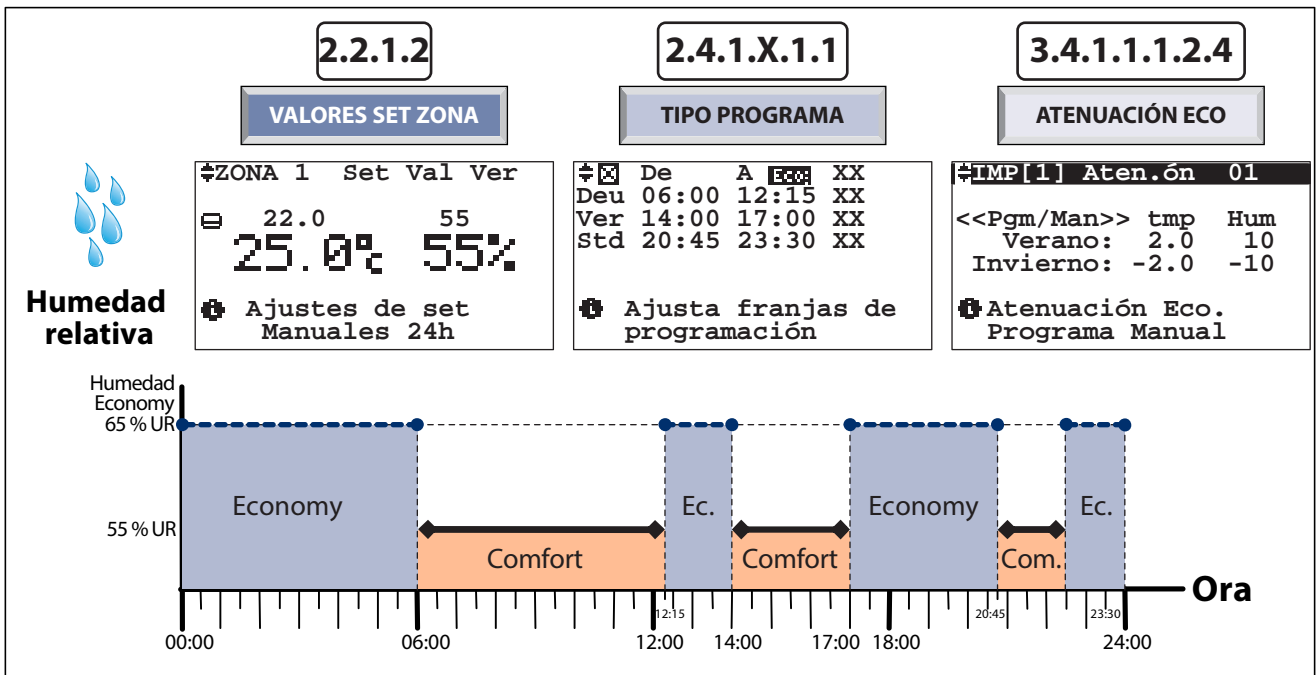 2.2.1.2
VALORES SET ZONA
2.4.1.X.1.1
TIPO PROGRAMA
3.4.1.1.1.2.4
ATENUACIÓN ECO
Humedad
relativa
ZONA 1 Set Val Ver
22.0 55
25.0°C 55%
Ajustes de set
Manuales 24h
De A Eco XX
Deu 06:00 12:15 XX
Ver 14:00 17:00 XX
Std 20:45 23:30 XX
Ajusta franjas de
programación
IMP[1] Aten.ón 01
<<Pgm/Man>> tmp Hum
Verano: 2.0 10
Invierno: -2.0 -10
Atenuación Eco.
Programa Manual
Humedad
Economy
65 % UR
55 % UR
Economy
Comfort
Ec.
Comfort
Economy
Com.
Ec.
Ora
12:15
20:45
23:30
00:00
06:00
12:00
14:00
17:00
18:00
24:00